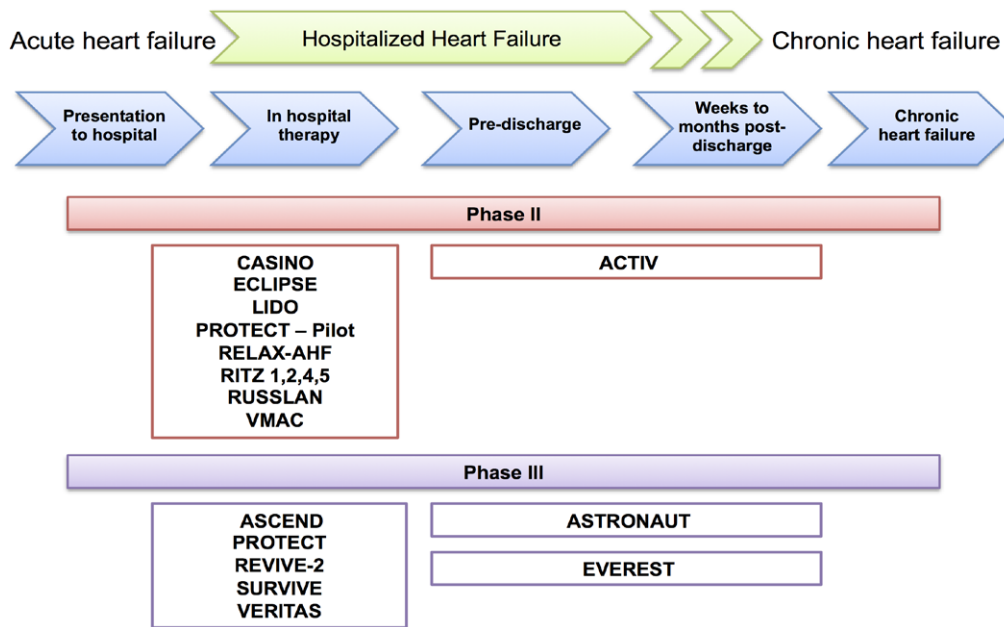 Acute heart failure
Hospitalized Heart Failure
Chronic heart failure
Presentation
to hospital
In hospital
therapy
Pre-discharge
Weeks to
months post-
discharge
Chronic
heart failure
Phase II
CASINO
ECLIPSE
LIDO
PROTECT – Pilot
RELAX-AHF
RITZ 1,2,4,5
RUSSLAN
VMAC
ACTIV
Phase III
ASCEND
PROTECT
REVIVE-2
SURVIVE
VERITAS
ASTRONAUT
EVEREST